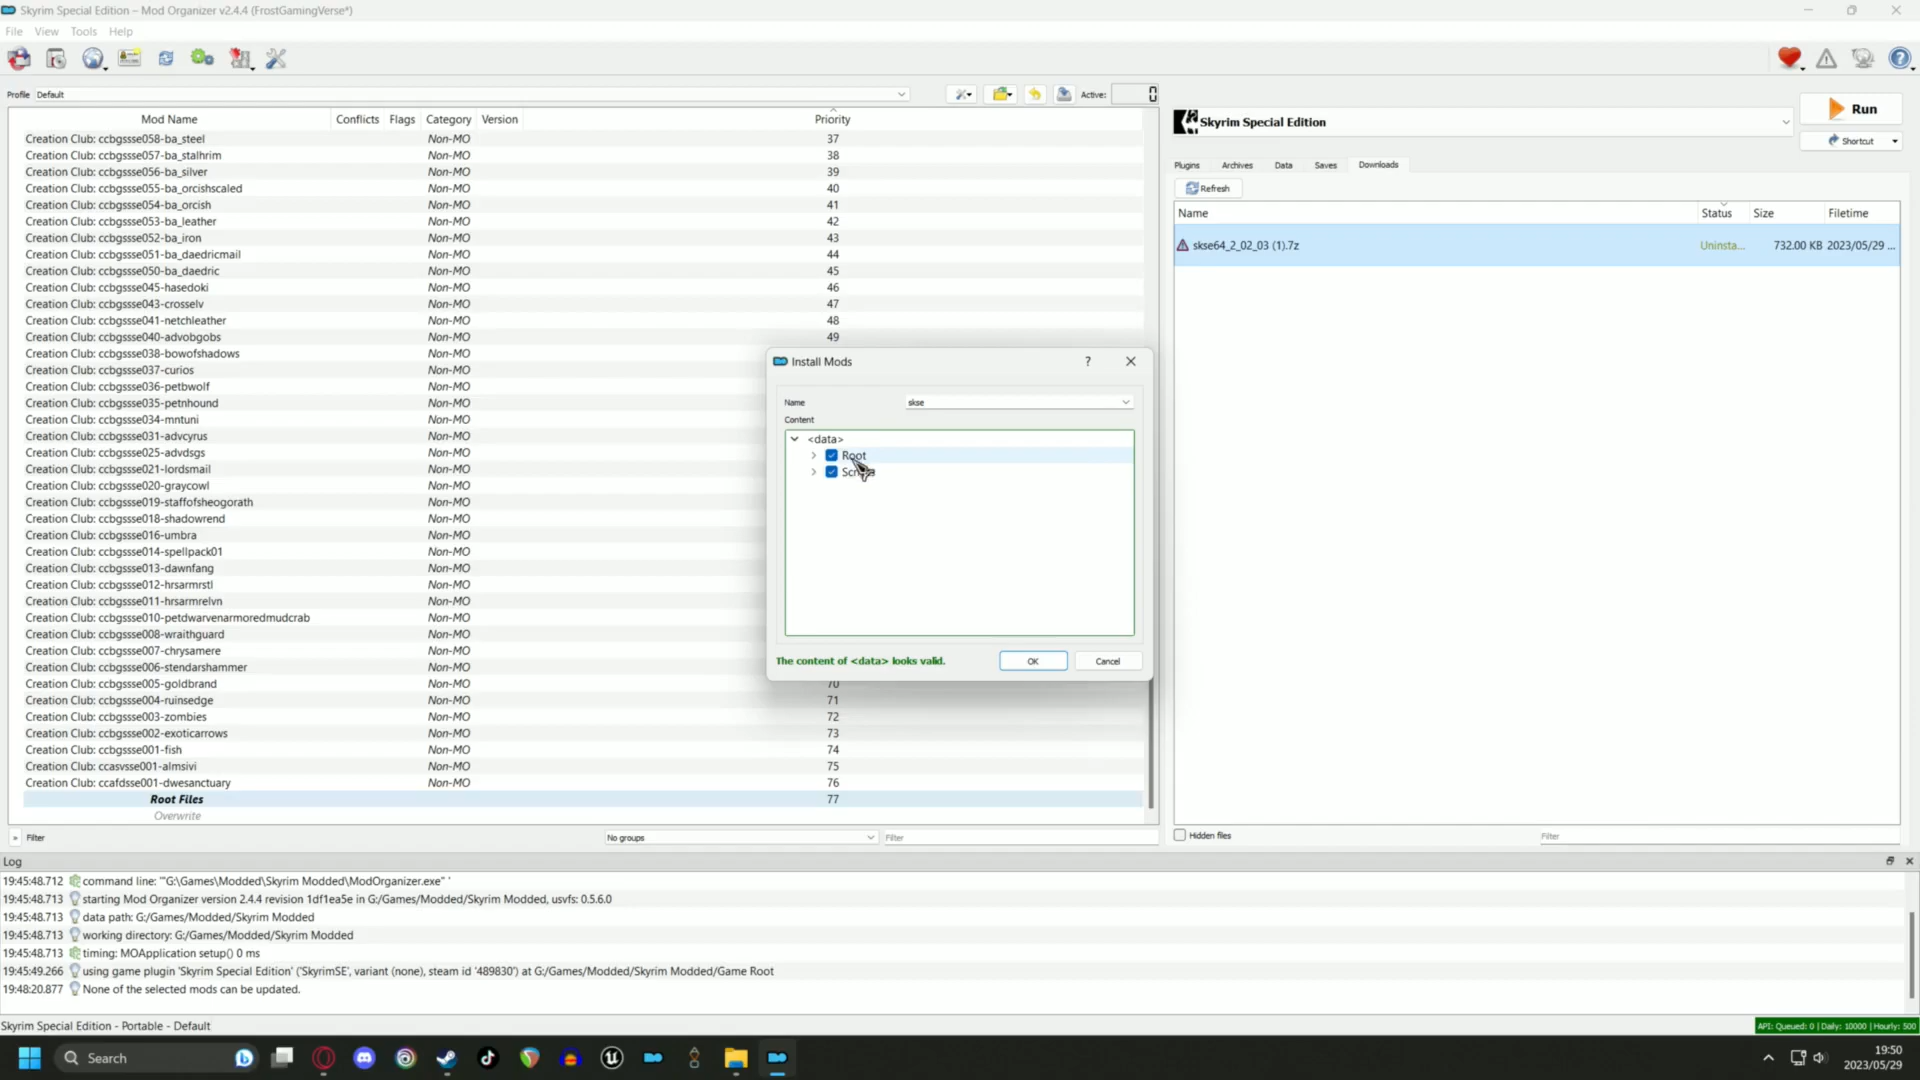 Skyrim Special Edition – Mod Organizer v2.4.4 (FrostGamingVerse*)
File View Tools Help
Profile Default
Active: 0
Mod Name Conflicts Flags Category Version Priority
Creation Club: ccbgssse058-ba_steel Non-MO 37
Creation Club: ccbgssse057-ba_stalhrim Non-MO 38
Creation Club: ccbgssse056-ba_silver Non-MO 39
Creation Club: ccbgssse055-ba_orcishscaled Non-MO 40
Creation Club: ccbgssse054-ba_orcish Non-MO 41
Creation Club: ccbgssse053-ba_leather Non-MO 42
Creation Club: ccbgssse052-ba_iron Non-MO 43
Creation Club: ccbgssse051-ba_daedricmail Non-MO 44
Creation Club: ccbgssse050-ba_daedric Non-MO 45
Creation Club: ccbgssse045-hasedoki Non-MO 46
Creation Club: ccbgssse043-crosselv Non-MO 47
Creation Club: ccbgssse041-netchleather Non-MO 48
Creation Club: ccbgssse040-advobgobs Non-MO 49
Creation Club: ccbgssse038-bowofshadows Non-MO
Creation Club: ccbgssse037-curios Non-MO
Creation Club: ccbgssse036-petbwolf Non-MO
Creation Club: ccbgssse035-petnhound Non-MO
Creation Club: ccbgssse034-mntuni Non-MO
Creation Club: ccbgssse031-advcyrus Non-MO
Creation Club: ccbgssse025-advdsgs Non-MO
Creation Club: ccbgssse021-lordsmail Non-MO
Creation Club: ccbgssse020-graycowl Non-MO
Creation Club: ccbgssse019-staffofsheogorath Non-MO
Creation Club: ccbgssse018-shadowrend Non-MO
Creation Club: ccbgssse016-umbra Non-MO
Creation Club: ccbgssse014-spellpack01 Non-MO
Creation Club: ccbgssse013-dawnfang Non-MO
Creation Club: ccbgssse012-hrsarmrstl Non-MO
Creation Club: ccbgssse011-hrsarmrelvn Non-MO
Creation Club: ccbgssse010-petdwarvenarmoredmudcrab Non-MO
Creation Club: ccbgssse008-wraithguard Non-MO
Creation Club: ccbgssse007-chrysamere Non-MO
Creation Club: ccbgssse006-stendarshammer Non-MO
Creation Club: ccbgssse005-goldbrand Non-MO 70
Creation Club: ccbgssse004-ruinsedge Non-MO 71
Creation Club: ccbgssse003-zombies Non-MO 72
Creation Club: ccbgssse002-exoticarrows Non-MO 73
Creation Club: ccbgssse001-fish Non-MO 74
Creation Club: ccasvsse001-almsivi Non-MO 75
Creation Club: ccafdsse001-dwesanctuary Non-MO 76
Root Files 77
Overwrite
» Filter No groups Filter
Install Mods ?
Name skse
Content
<data>
Root
The content of <data> looks valid. OK Cancel
Skyrim Special Edition
Run
Shortcut
Plugins Archives Data Saves Downloads
Refresh
Name Status Size Filetime
skse64_2_02_03 (1).7z Uninsta... 732.00 KB 2023/05/29 ...
Hidden files Filter
Log
19:45:48.712 command line: '"G:\Games\Modded\Skyrim Modded\ModOrganizer.exe" '
19:45:48.713 starting Mod Organizer version 2.4.4 revision 1df1ea5e in G:/Games/Modded/Skyrim Modded, usvfs: 0.5.6.0
19:45:48.713 data path: G:/Games/Modded/Skyrim Modded
19:45:48.713 working directory: G:/Games/Modded/Skyrim Modded
19:45:48.713 timing: MOApplication setup() 0 ms
19:45:49.266 using game plugin 'Skyrim Special Edition' ('SkyrimSE', variant (none), steam id '489830') at G:/Games/Modded/Skyrim Modded/Game Root
19:48:20.877 None of the selected mods can be updated.
Skyrim Special Edition - Portable - Default
API: Queued: 0 | Daily: 10000 | Hourly: 500
Search
19:50
2023/05/29